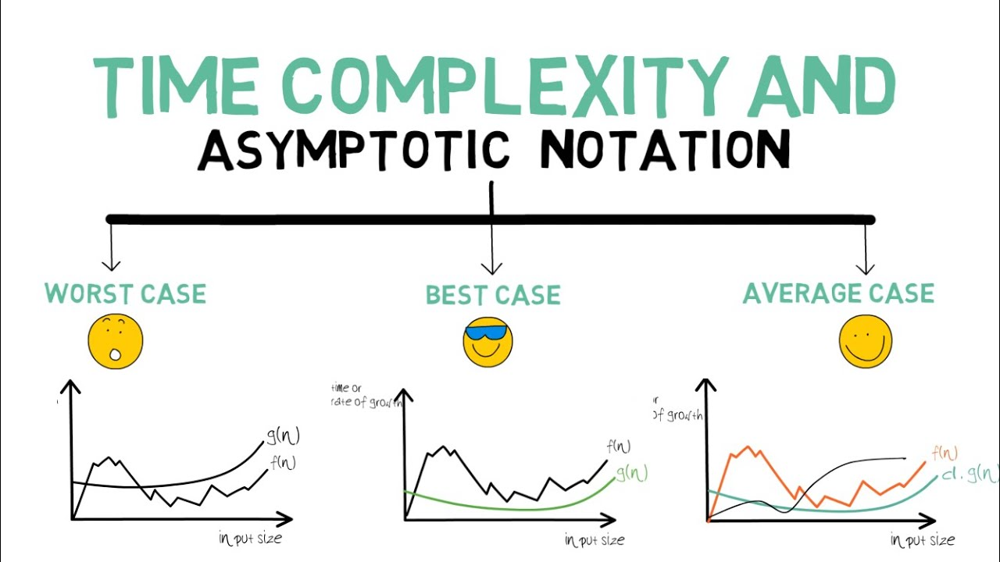 TIME COMPLEXITY AND
ASYMPTOTIC NOTATION
WORST CASE
BEST CASE
AVERAGE CASE
g(n)
f(n)
input size
time or
rate of growth
f(n)
g(n)
input size
of growth
f(n)
g(n)
input size